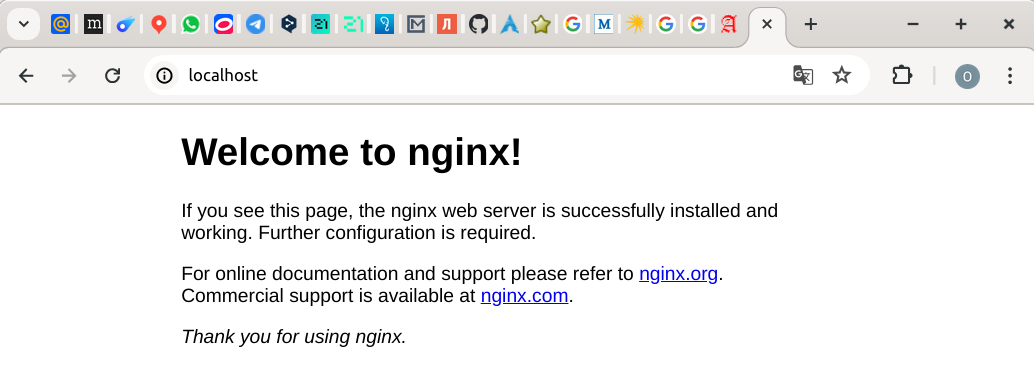 localhost
O
Welcome to nginx!
If you see this page, the nginx web server is successfully installed and
working. Further configuration is required.
For online documentation and support please refer to nginx.org.
Commercial support is available at nginx.com.
Thank you for using nginx.